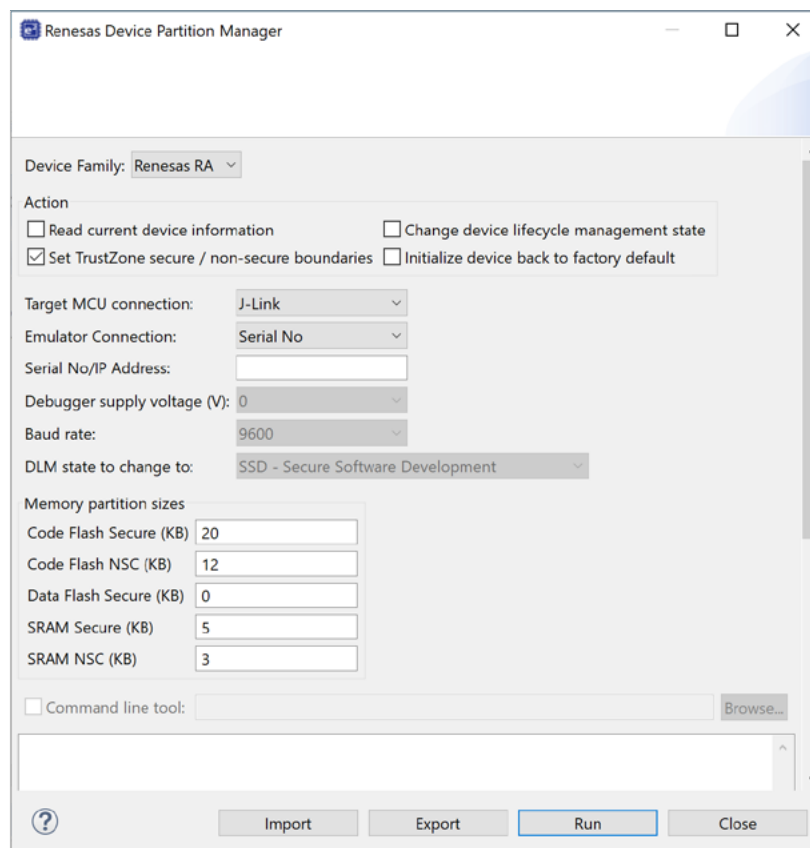 Renesas Device Partition Manager
Device Family: Renesas RA
Action
Read current device information
Change device lifecycle management state
Set TrustZone secure / non-secure boundaries
Initialize device back to factory default
Target MCU connection: J-Link
Emulator Connection: Serial No
Serial No/IP Address:
Debugger supply voltage (V): 0
Baud rate: 9600
DLM state to change to: SSD - Secure Software Development
Memory partition sizes
Code Flash Secure (KB) 20
Code Flash NSC (KB) 12
Data Flash Secure (KB) 0
SRAM Secure (KB) 5
SRAM NSC (KB) 3
Command line tool: Browse...
? Import Export Run Close